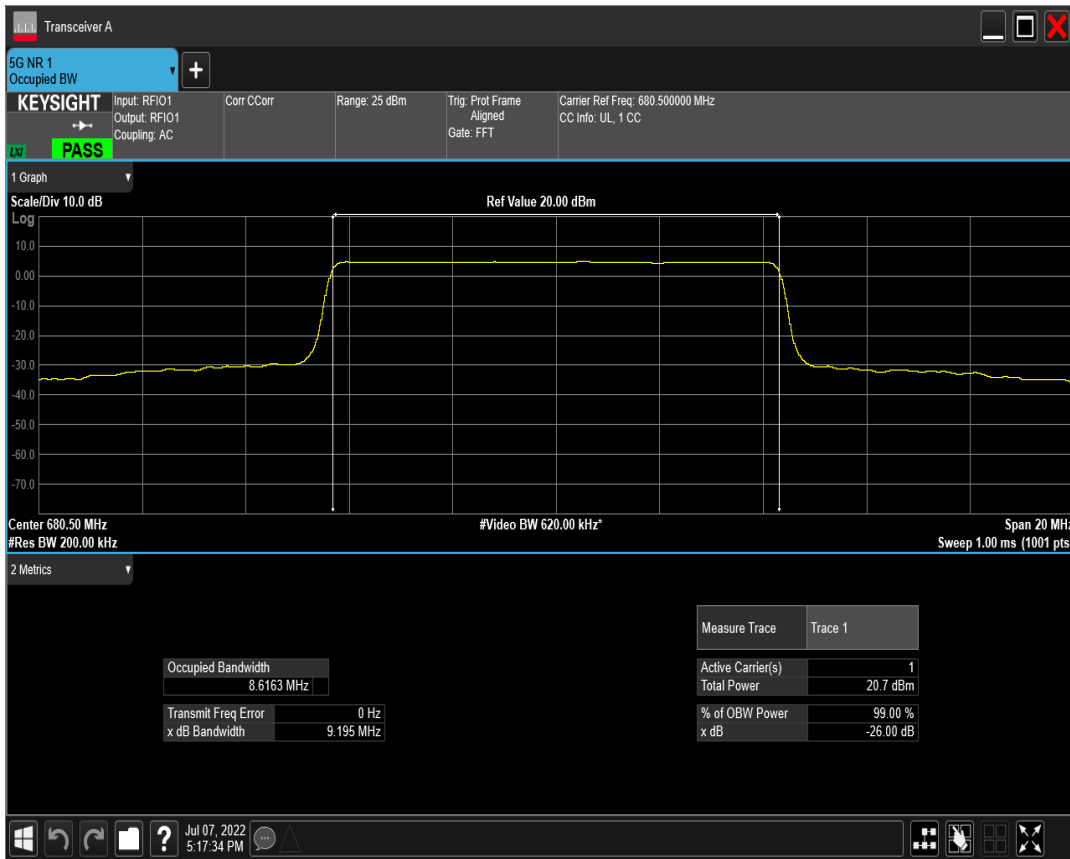 Transceiver A
5G NR 1
Occupied BW
KEYSIGHT
LXI
PASS
Input: RFIO1
Output: RFIO1
Coupling: AC
Corr CCorr
Range: 25 dBm
Trig: Prot Frame
Aligned
Gate: FFT
Carrier Ref Freq: 680.500000 MHz
CC Info: UL, 1 CC
1 Graph
Scale/Div 10.0 dB
Ref Value 20.00 dBm
Log
10.0
0.00
-10.0
-20.0
-30.0
-40.0
-50.0
-60.0
-70.0
Center 680.50 MHz
#Video BW 620.00 kHz*
Span 20 MHz
#Res BW 200.00 kHz
Sweep 1.00 ms (1001 pts
2 Metrics
Measure Trace Trace 1
Occupied Bandwidth
8.6163 MHz
Active Carrier(s) 1
Total Power 20.7 dBm
Transmit Freq Error 0 Hz
x dB Bandwidth 9.195 MHz
% of OBW Power 99.00 %
x dB -26.00 dB
?
Jul 07, 2022
5:17:34 PM